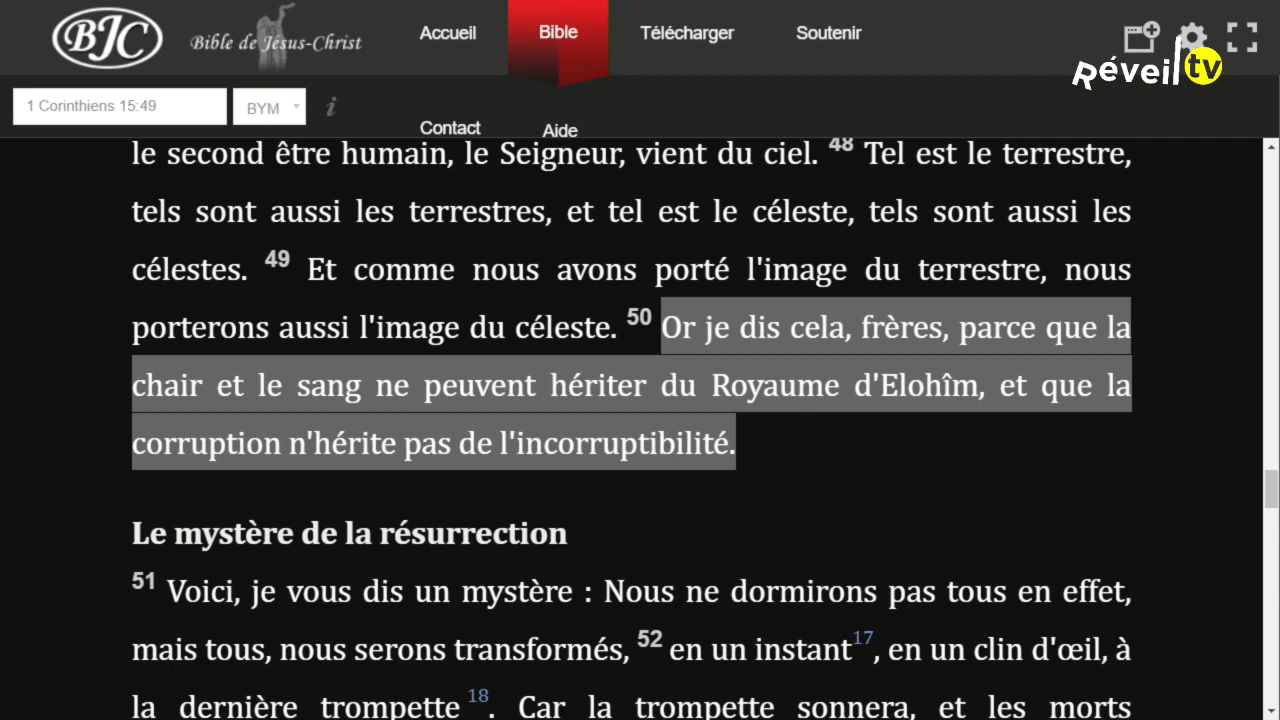 BJC
Bible de Jésus-Christ
Accueil
Bible
Télécharger
Soutenir
Réveil tv
1 Corinthiens 15:49
BYM
i
Contact
Aide
le second être humain, le Seigneur, vient du ciel. 48 Tel est le terrestre,
tels sont aussi les terrestres, et tel est le céleste, tels sont aussi les
célestes. 49 Et comme nous avons porté l'image du terrestre, nous
porterons aussi l'image du céleste. 50 Or je dis cela, frères, parce que la
chair et le sang ne peuvent hériter du Royaume d'Elohîm, et que la
corruption n'hérite pas de l'incorruptibilité.
Le mystère de la résurrection
51 Voici, je vous dis un mystère : Nous ne dormirons pas tous en effet,
mais tous, nous serons transformés, 52 en un instant17, en un clin d'œil, à
la dernière trompette 18. Car la trompette sonnera, et les morts